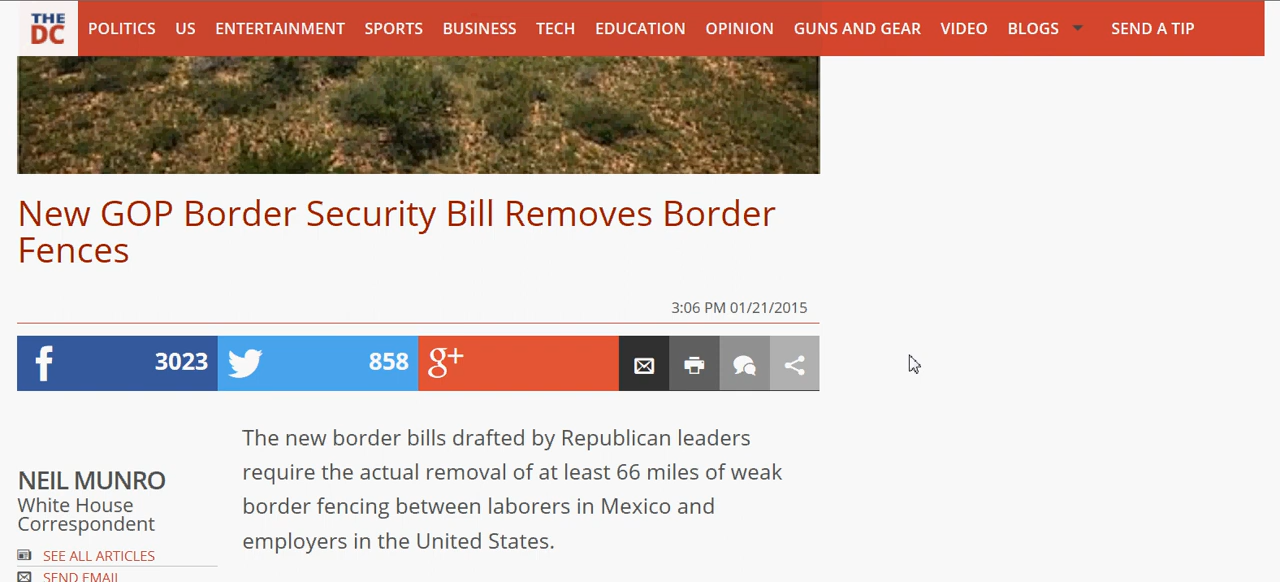 THE
DC
POLITICS US ENTERTAINMENT SPORTS BUSINESS TECH EDUCATION OPINION GUNS AND GEAR VIDEO BLOGS SEND A TIP
New GOP Border Security Bill Removes Border
Fences
3:06 PM 01/21/2015
f 3023 858 g+
The new border bills drafted by Republican leaders
require the actual removal of at least 66 miles of weak
border fencing between laborers in Mexico and
employers in the United States.
NEIL MUNRO
White House
Correspondent
SEE ALL ARTICLES
SEND EMAIL